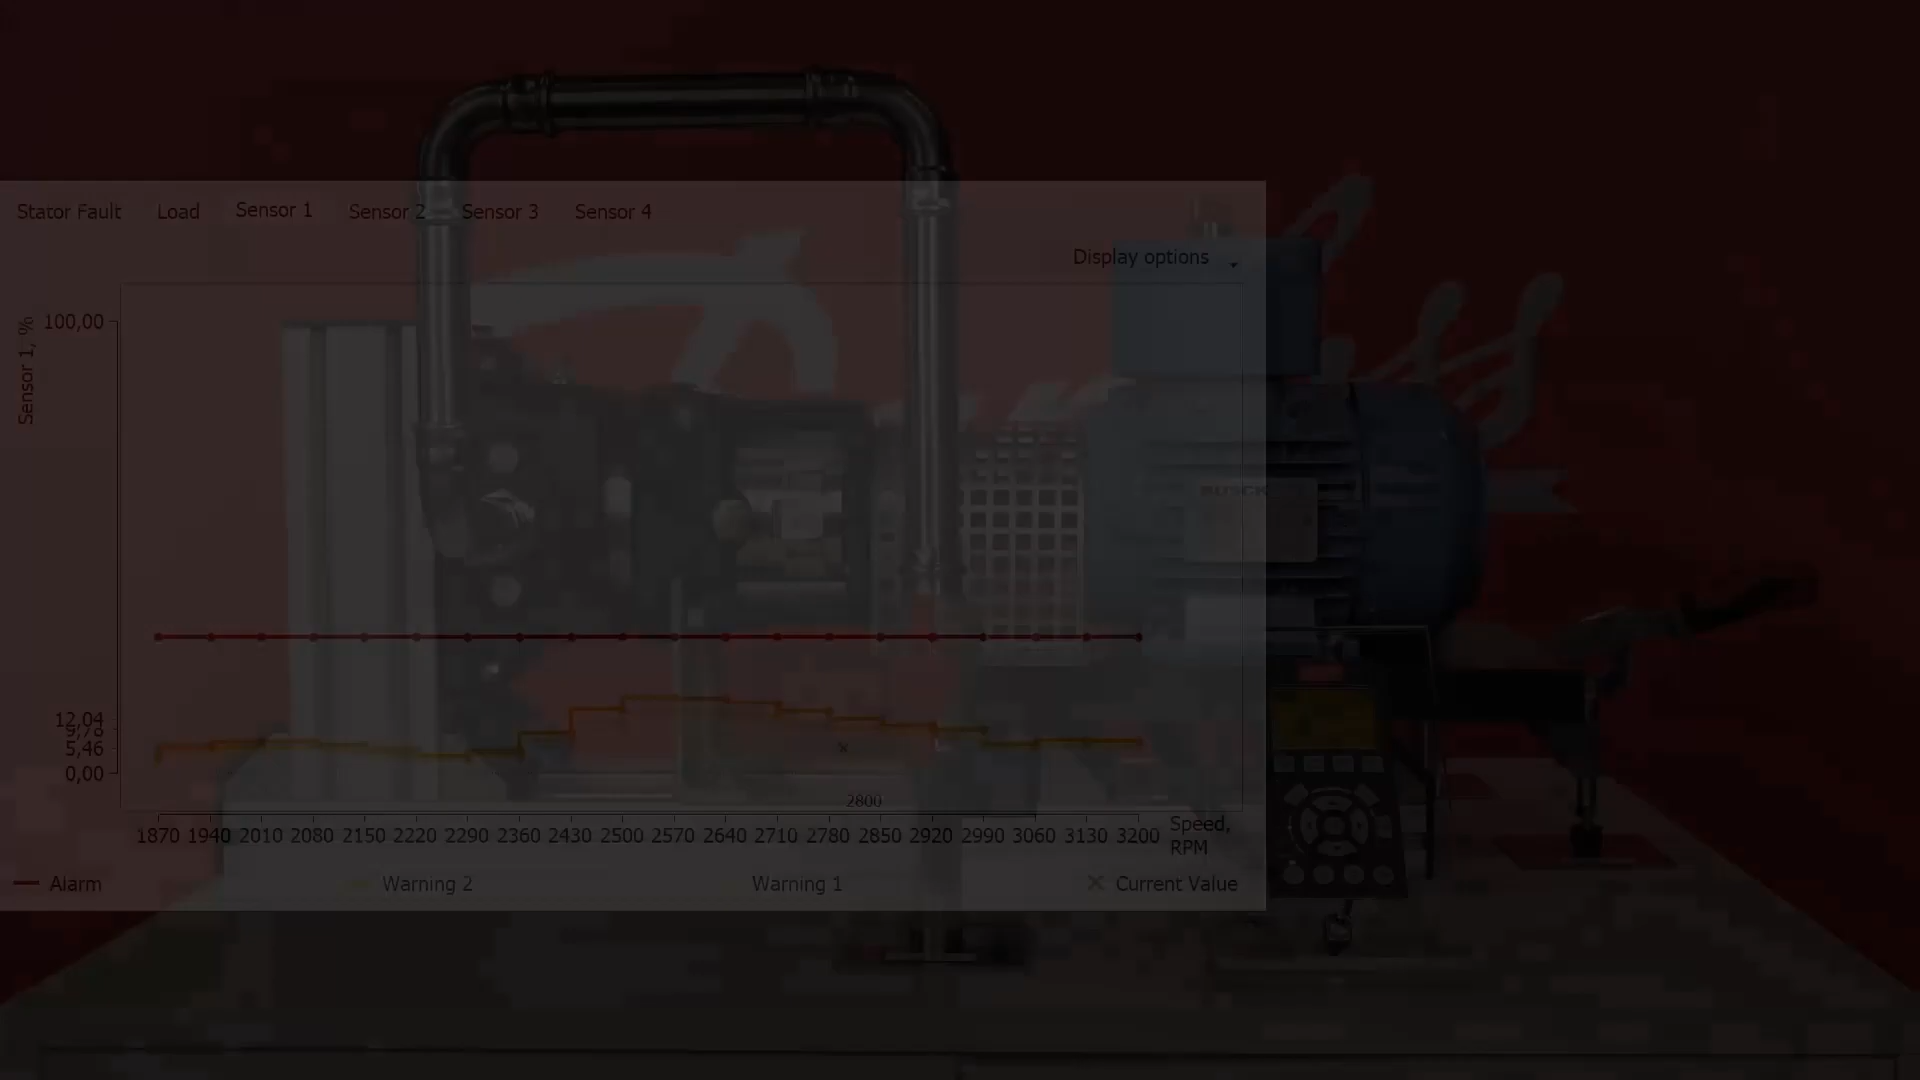 Stator Fault Load Sensor 1 Sensor 2 Sensor 3 Sensor 4
Display options
Sensor 1, %
100,00
12,04
9,78
5,46
0,00
2800
1870 1940 2010 2080 2150 2220 2290 2360 2430 2500 2570 2640 2710 2780 2850 2920 2990 3060 3130 3200
Speed,
RPM
Alarm Warning 2 Warning 1 Current Value